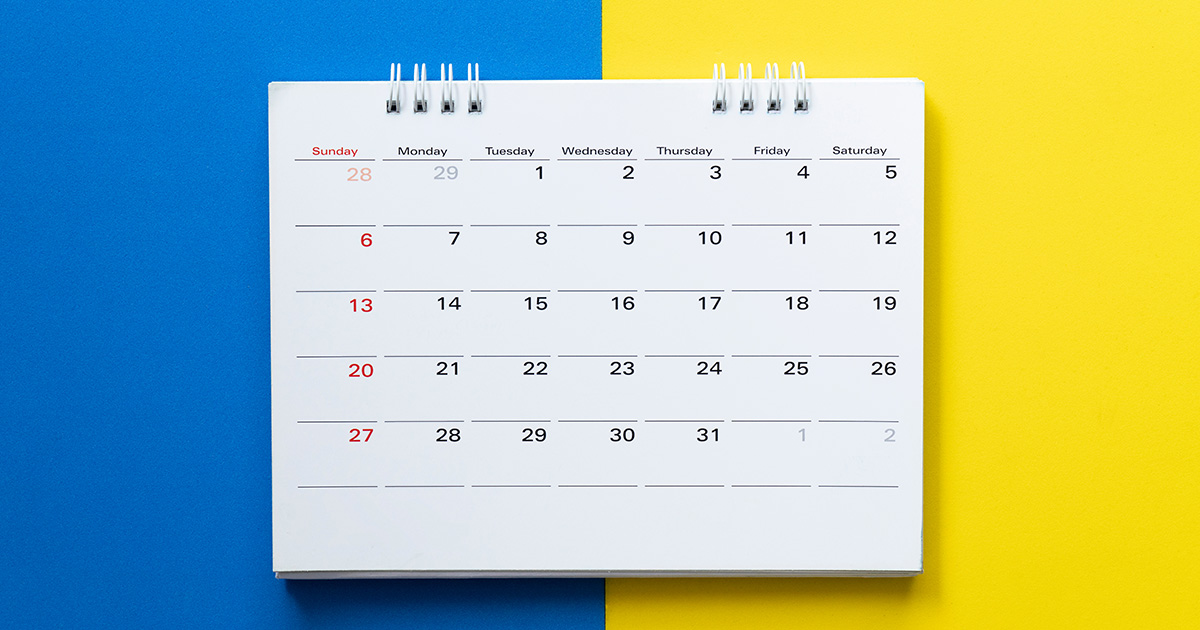 Sunday Monday Tuesday Wednesday Thursday Friday Saturday
28 29 1 2 3 4 5
6 7 8 9 10 11 12
13 14 15 16 17 18 19
20 21 22 23 24 25 26
27 28 29 30 31 1 2